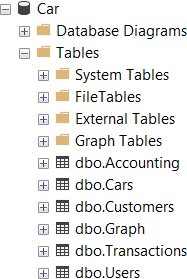 Car
Database Diagrams
Tables
System Tables
FileTables
External Tables
Graph Tables
dbo.Accounting
dbo.Cars
dbo.Customers
dbo.Graph
dbo.Transactions
dbo.Users